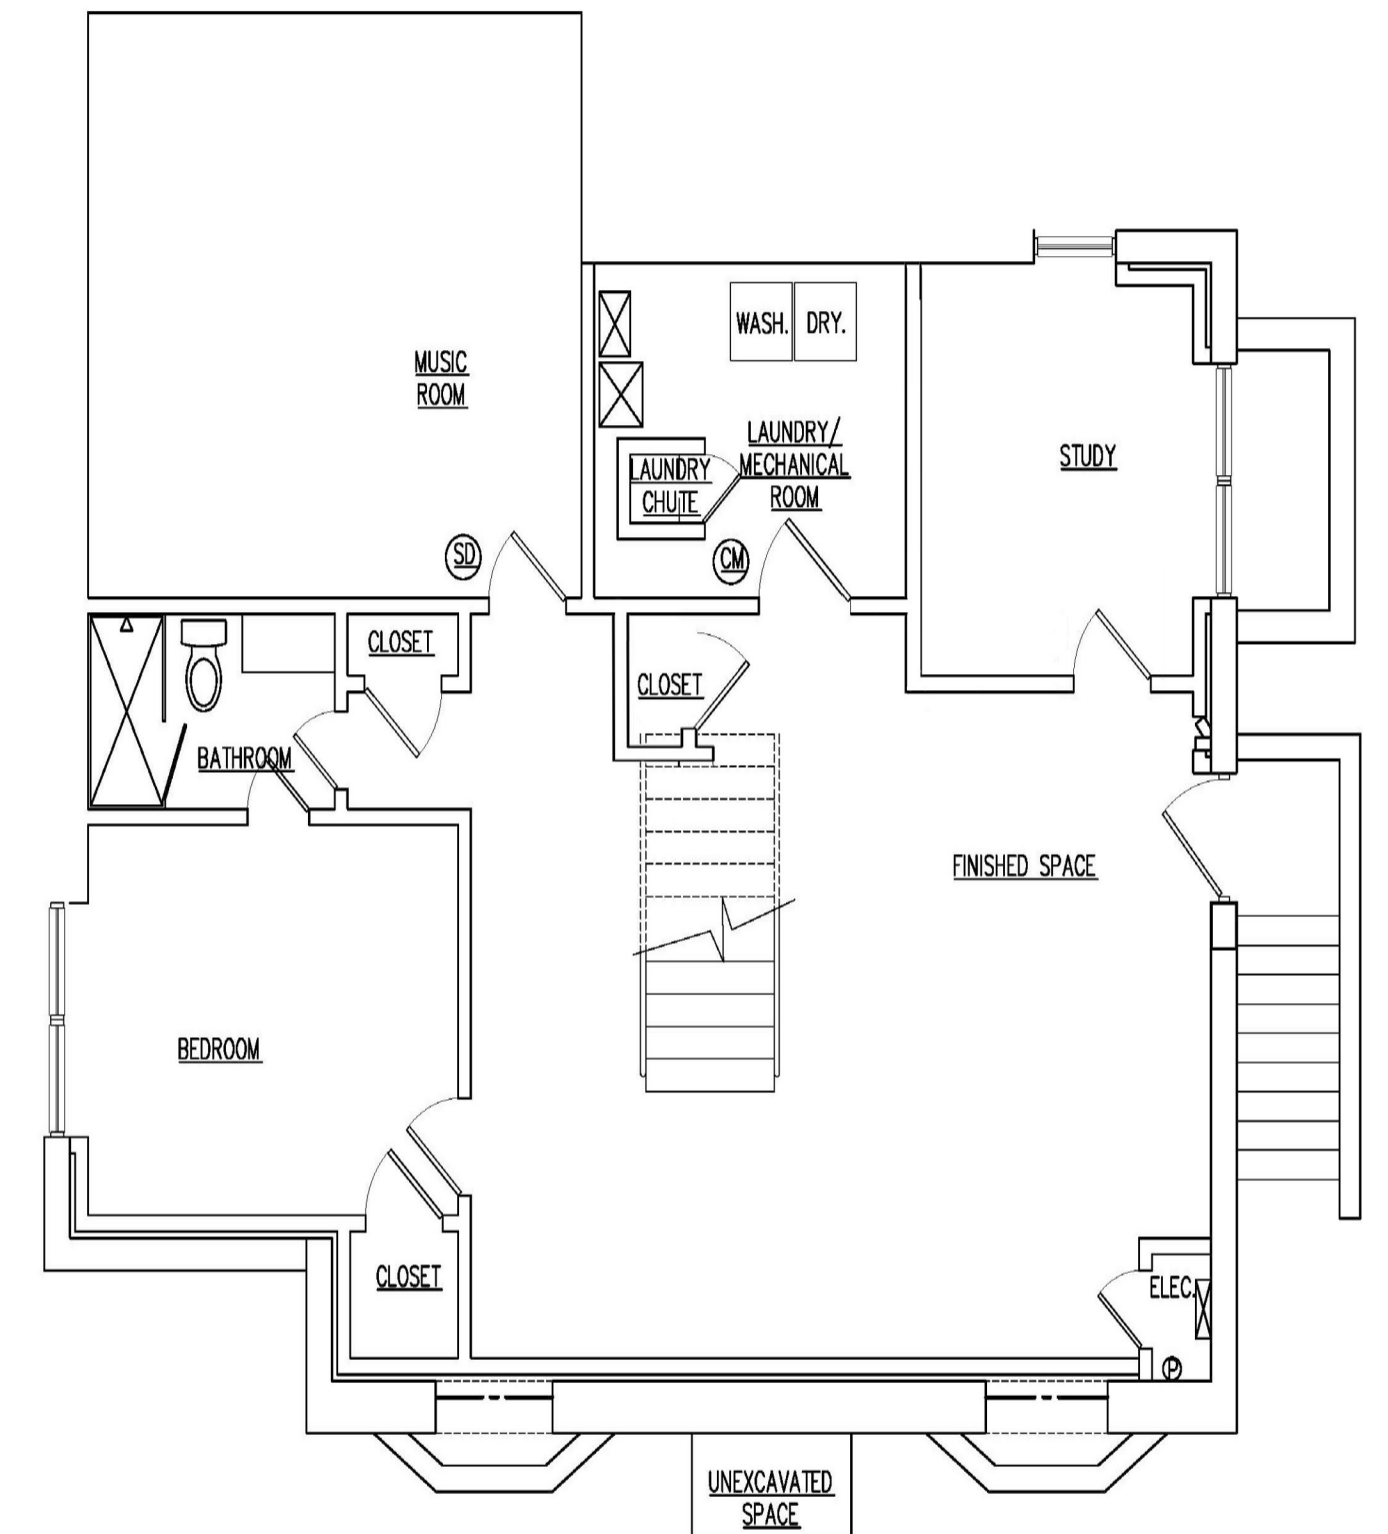 WASH. DRY.
MUSIC
ROOM
LAUNDRY/
MECHANICAL
ROOM
LAUNDRY
CHUTE
STUDY
SD
CM
CLOSET
CLOSET
BATHROOM
FINISHED SPACE
BEDROOM
CLOSET
ELEC.
P
UNEXCAVATED
SPACE